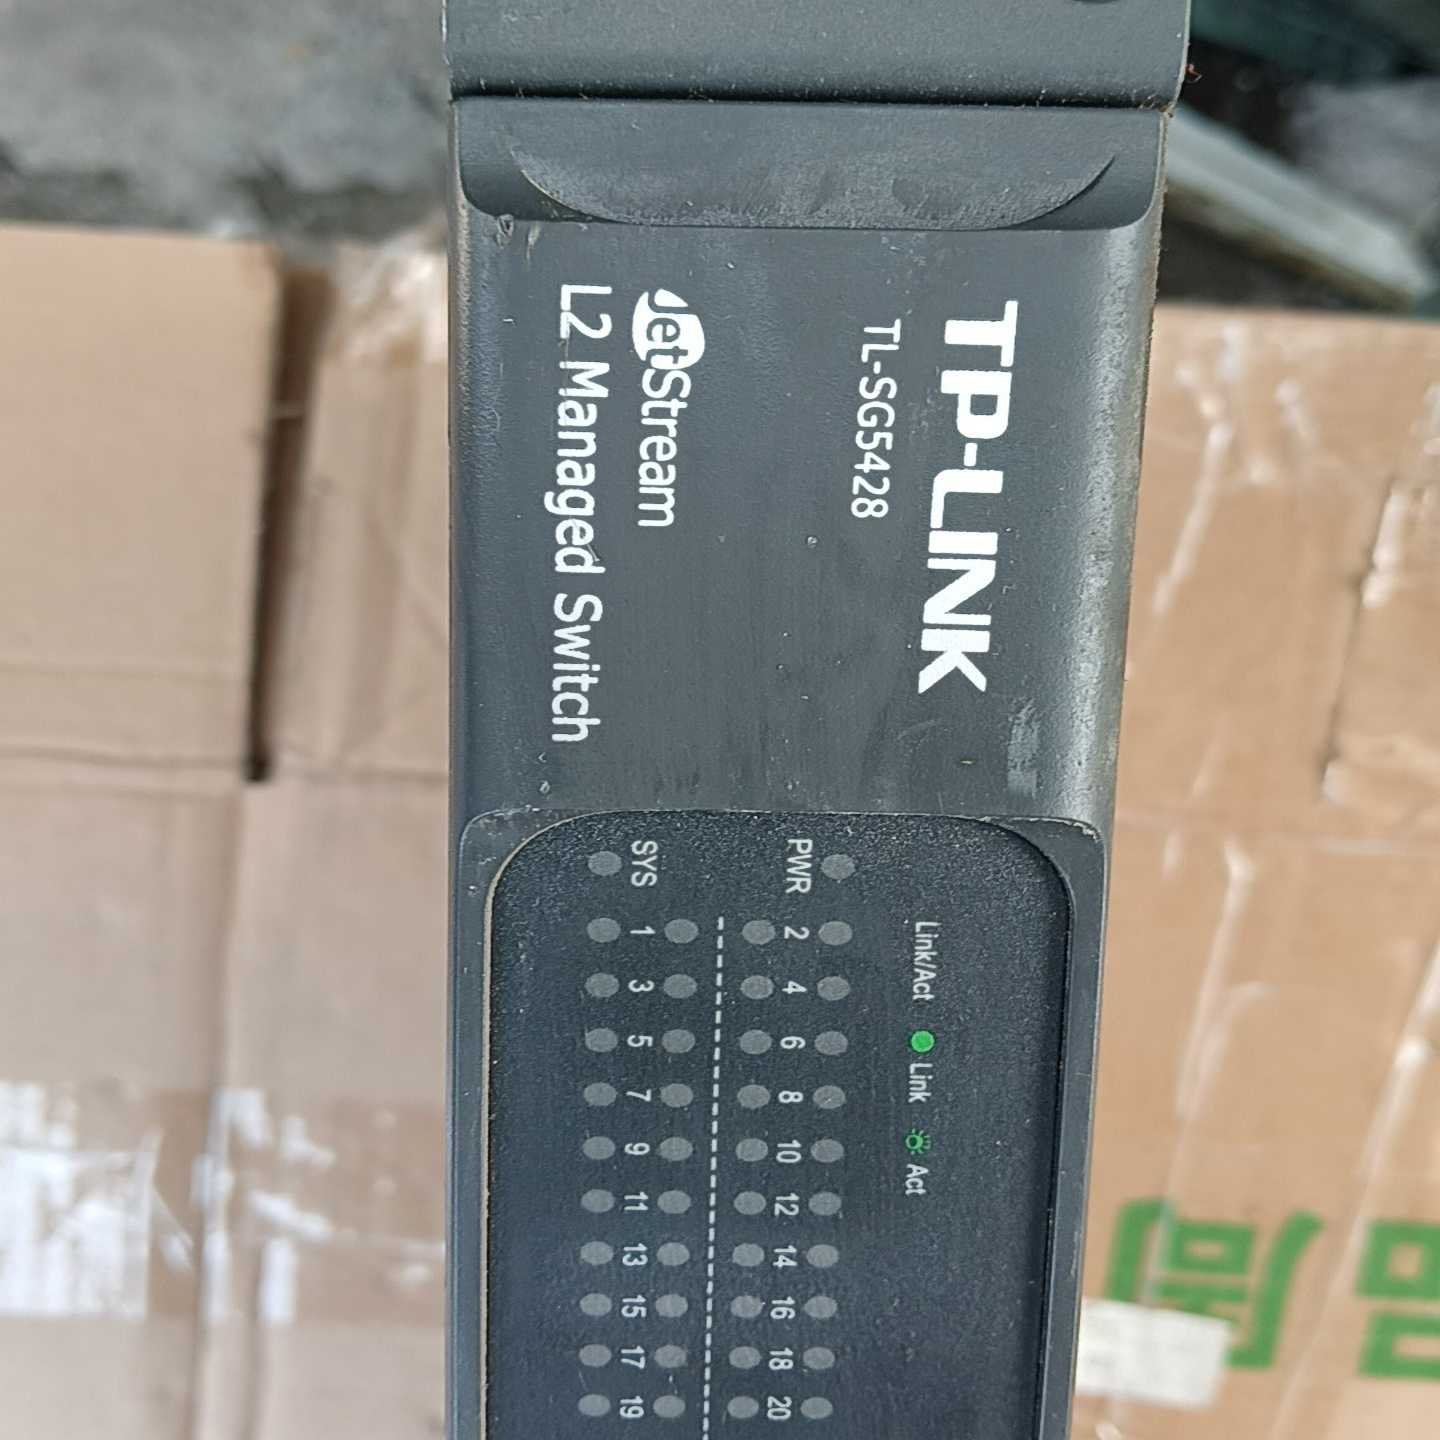 TP-LINK
TL-SG5428
JetStream
L2 Managed Switch
Link/Act Link Act
PWR 2 4 6 8 10 12 14 16 18 20
SYS 1 3 5 7 9 11 13 15 17 19